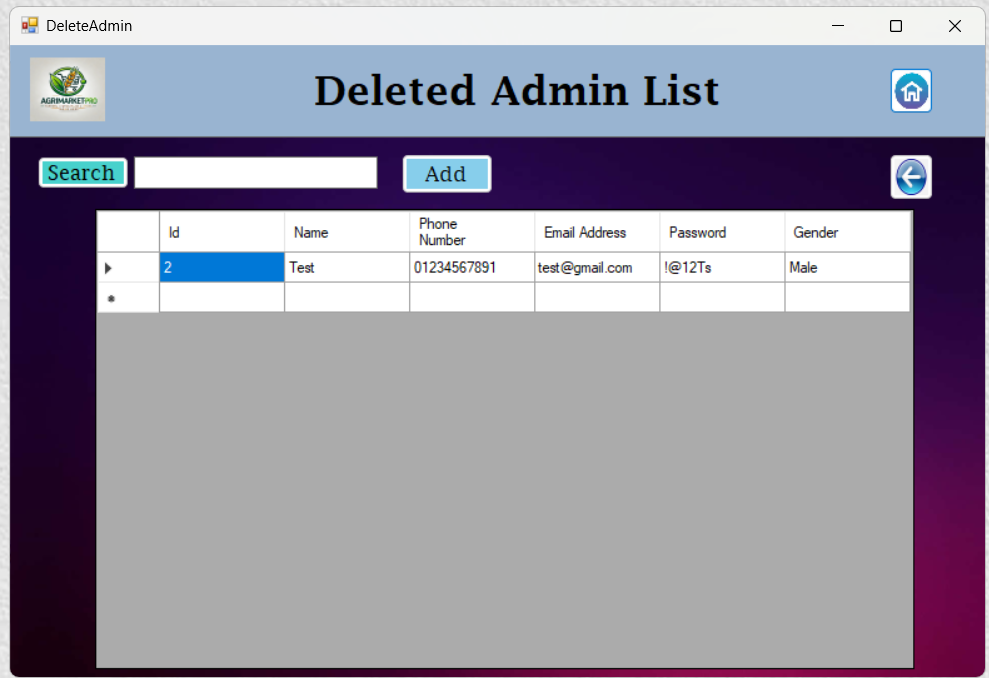 DeleteAdmin
AGRIMARKETPRO
Deleted Admin List
Search
Add
Id Name Phone Number Email Address Password Gender
2 Test 01234567891 test@gmail.com !@12Ts Male